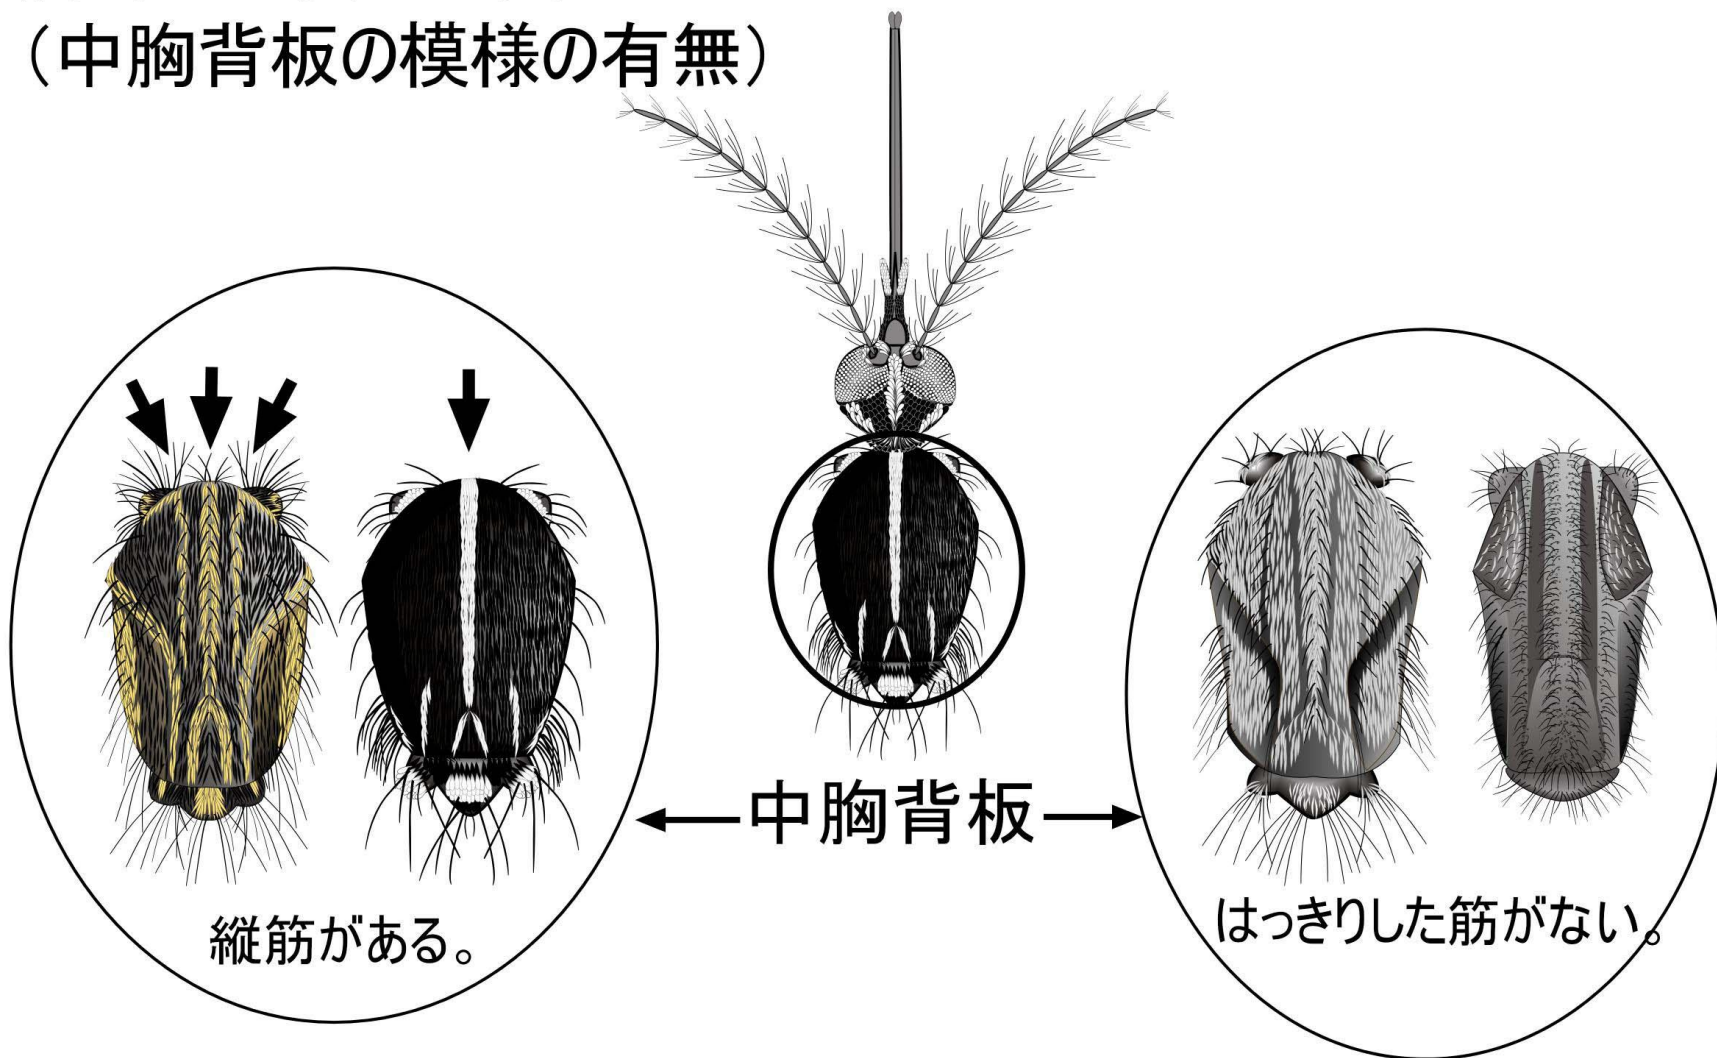 （中胸背板の模様の有無）
中胸背板
縦筋がある。
はっきりした筋がない。